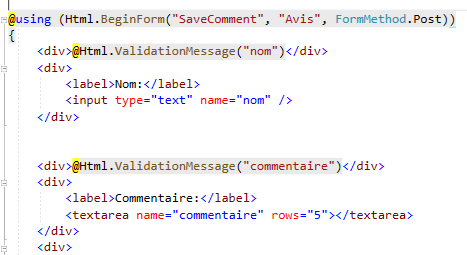 @using (Html.BeginForm("SaveComment", "Avis", FormMethod.Post))
{
<div>@Html.ValidationMessage("nom")</div>
<div>
<label>Nom:</label>
<input type="text" name="nom" />
</div>
<div>@Html.ValidationMessage("commentaire")</div>
<div>
<label>Commentaire:</label>
<textarea name="commentaire" rows="5"></textarea>
</div>
<div>